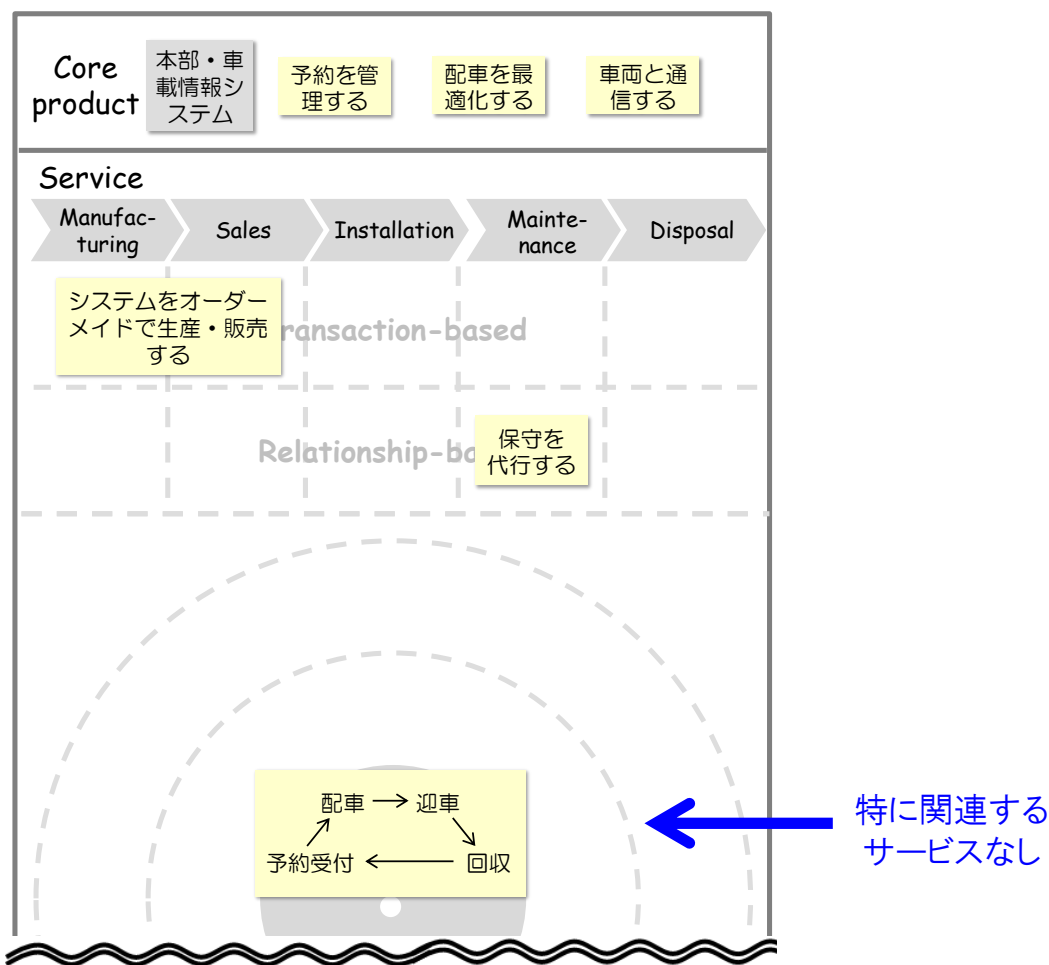 Core
product
本部・車
載情報シ
ステム
予約を管
理する
配車を最
適化する
車両と通
信する
Service
Manufac-
turing
Sales
Installation
Mainte-
nance
Disposal
システムをオーダー
メイドで生産・販売
する
ransaction-based
Relationship-ba
保守を
代行する
配車
迎車
予約受付
回収
特に関連する
サービスなし